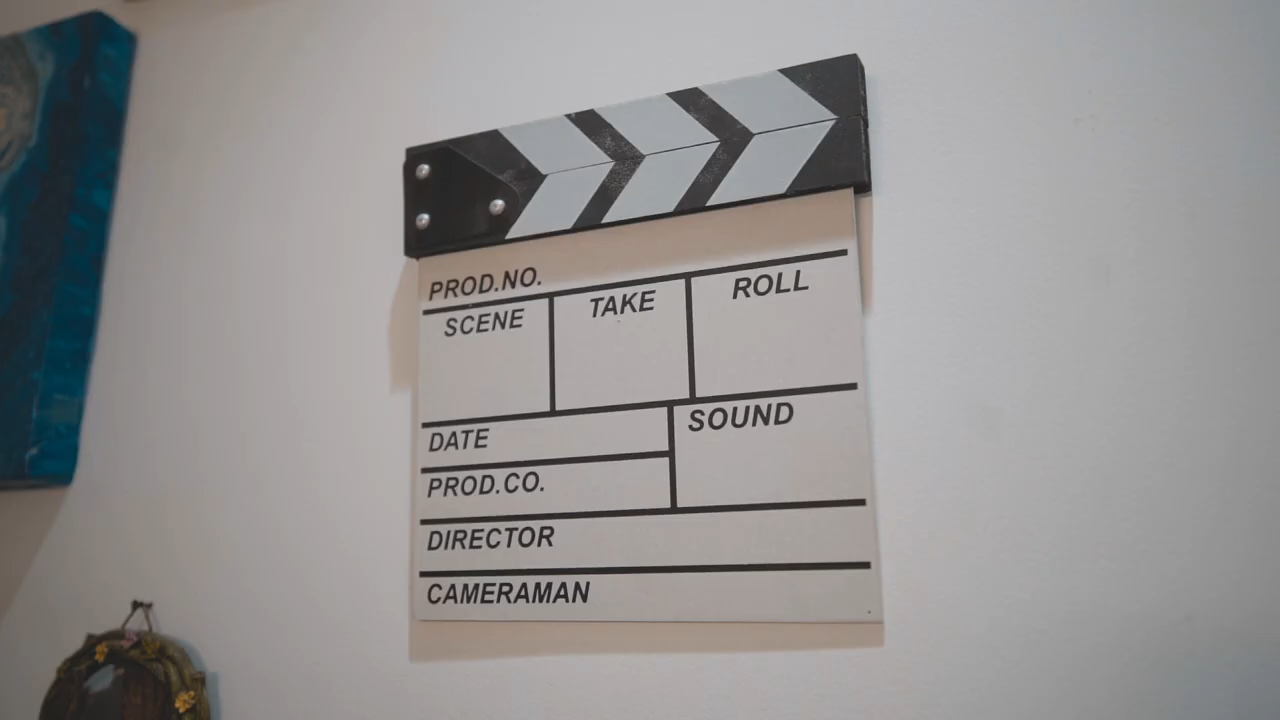 PROD.NO.
SCENE TAKE ROLL
DATE
SOUND
PROD.CO.
DIRECTOR
CAMERAMAN